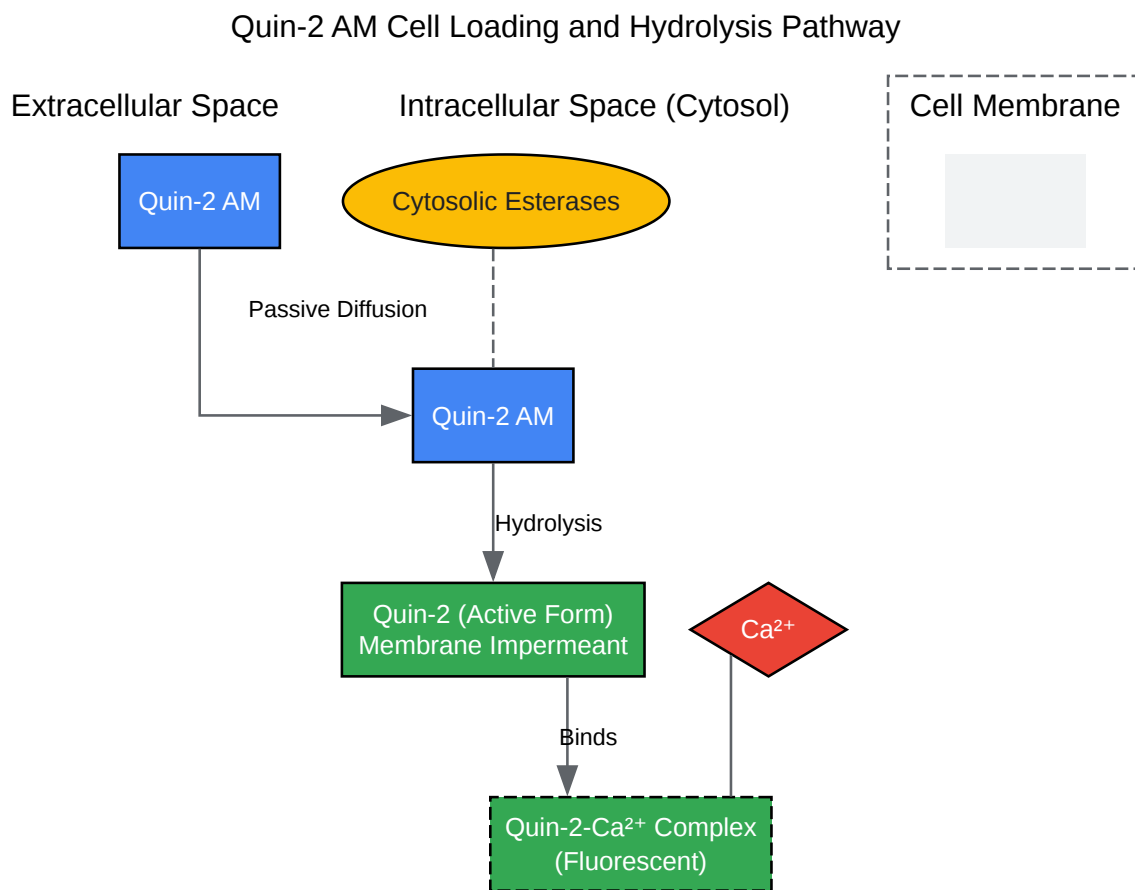 Quin-2 AM Cell Loading and Hydrolysis Pathway
Extracellular Space
Intracellular Space (Cytosol)
Cell Membrane
Quin-2 AM
Cytosolic Esterases
Passive Diffusion
Quin-2 AM
Hydrolysis
Quin-2 (Active Form)
Membrane Impermeant
Ca²⁺
Binds
Quin-2-Ca²⁺ Complex
(Fluorescent)